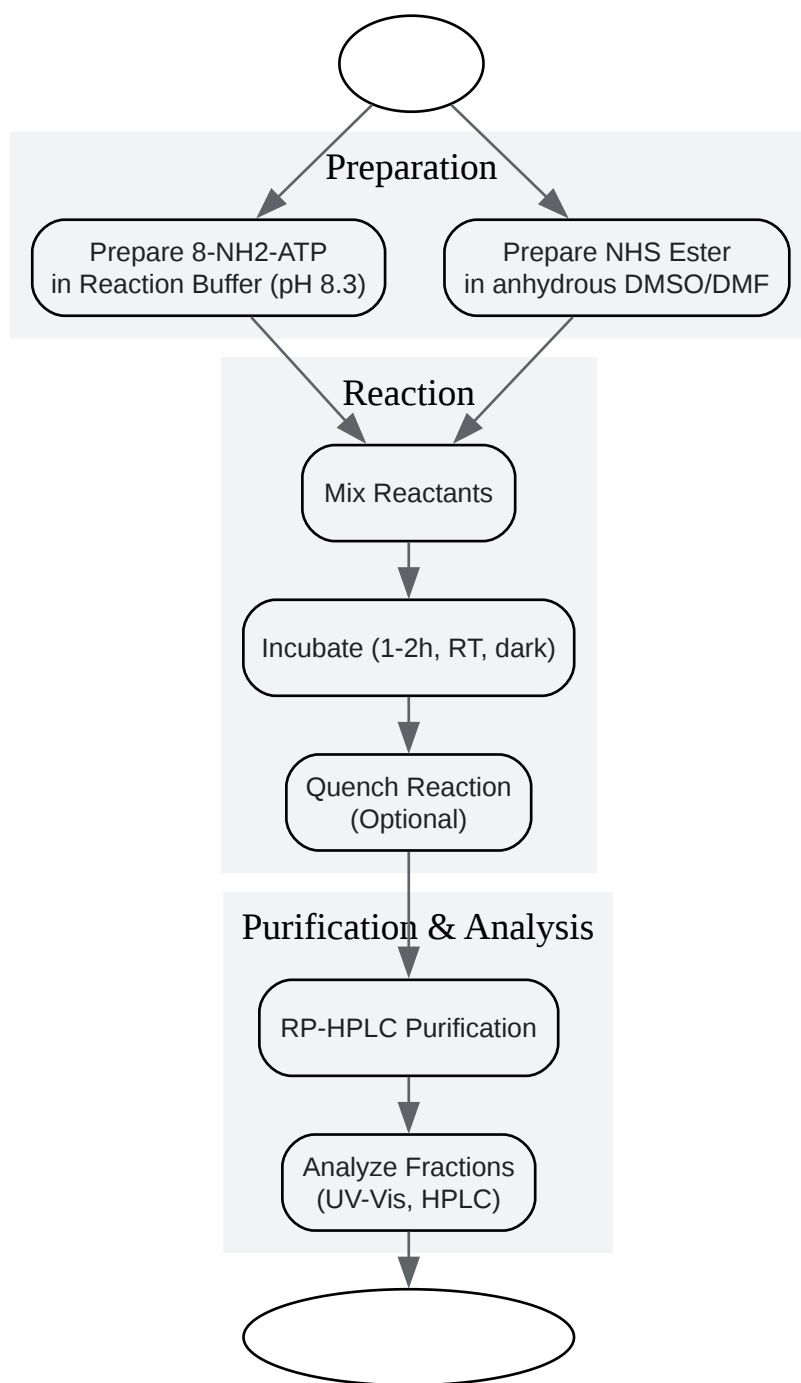 Preparation
Prepare 8-NH2-ATP
in Reaction Buffer (pH 8.3)
Prepare NHS Ester
in anhydrous DMSO/DMF
Reaction
Mix Reactants
Incubate (1-2h, RT, dark)
Quench Reaction
(Optional)
Purification & Analysis
RP-HPLC Purification
Analyze Fractions
(UV-Vis, HPLC)